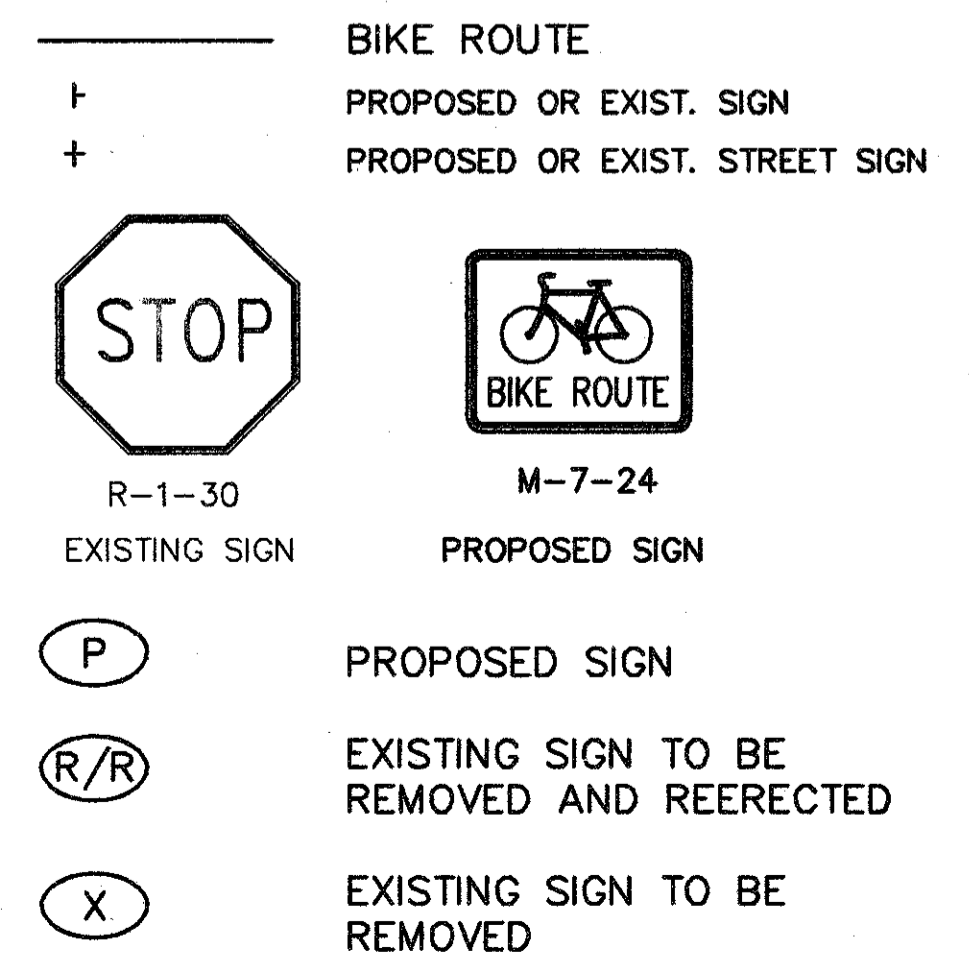 BIKE ROUTE
PROPOSED OR EXIST. SIGN
PROPOSED OR EXIST. STREET SIGN
STOP
BIKE ROUTE
R-1-30
M-7-24
EXISTING SIGN
PROPOSED SIGN
P
PROPOSED SIGN
R/R
EXISTING SIGN TO BE
REMOVED AND REERECTED
X
EXISTING SIGN TO BE
REMOVED